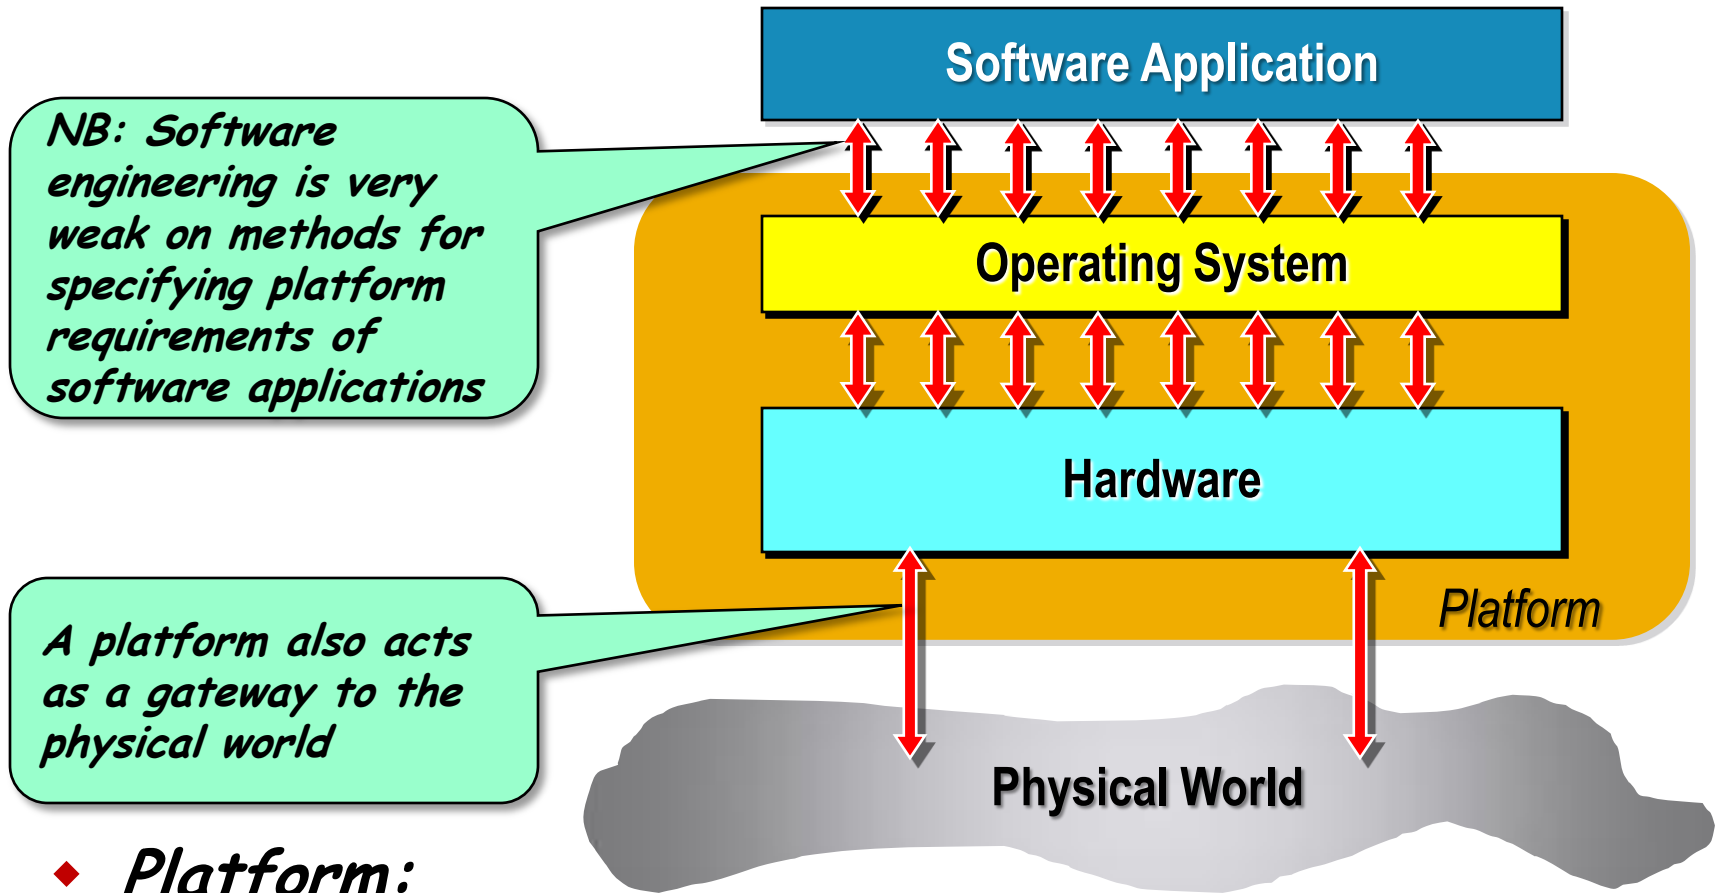 Software Application
NB: Software
engineering is very
weak on methods for
specifying platform
requirements of
software applications
Operating System
Hardware
Platform
A platform also acts
as a gateway to the
physical world
Physical World
Platform: